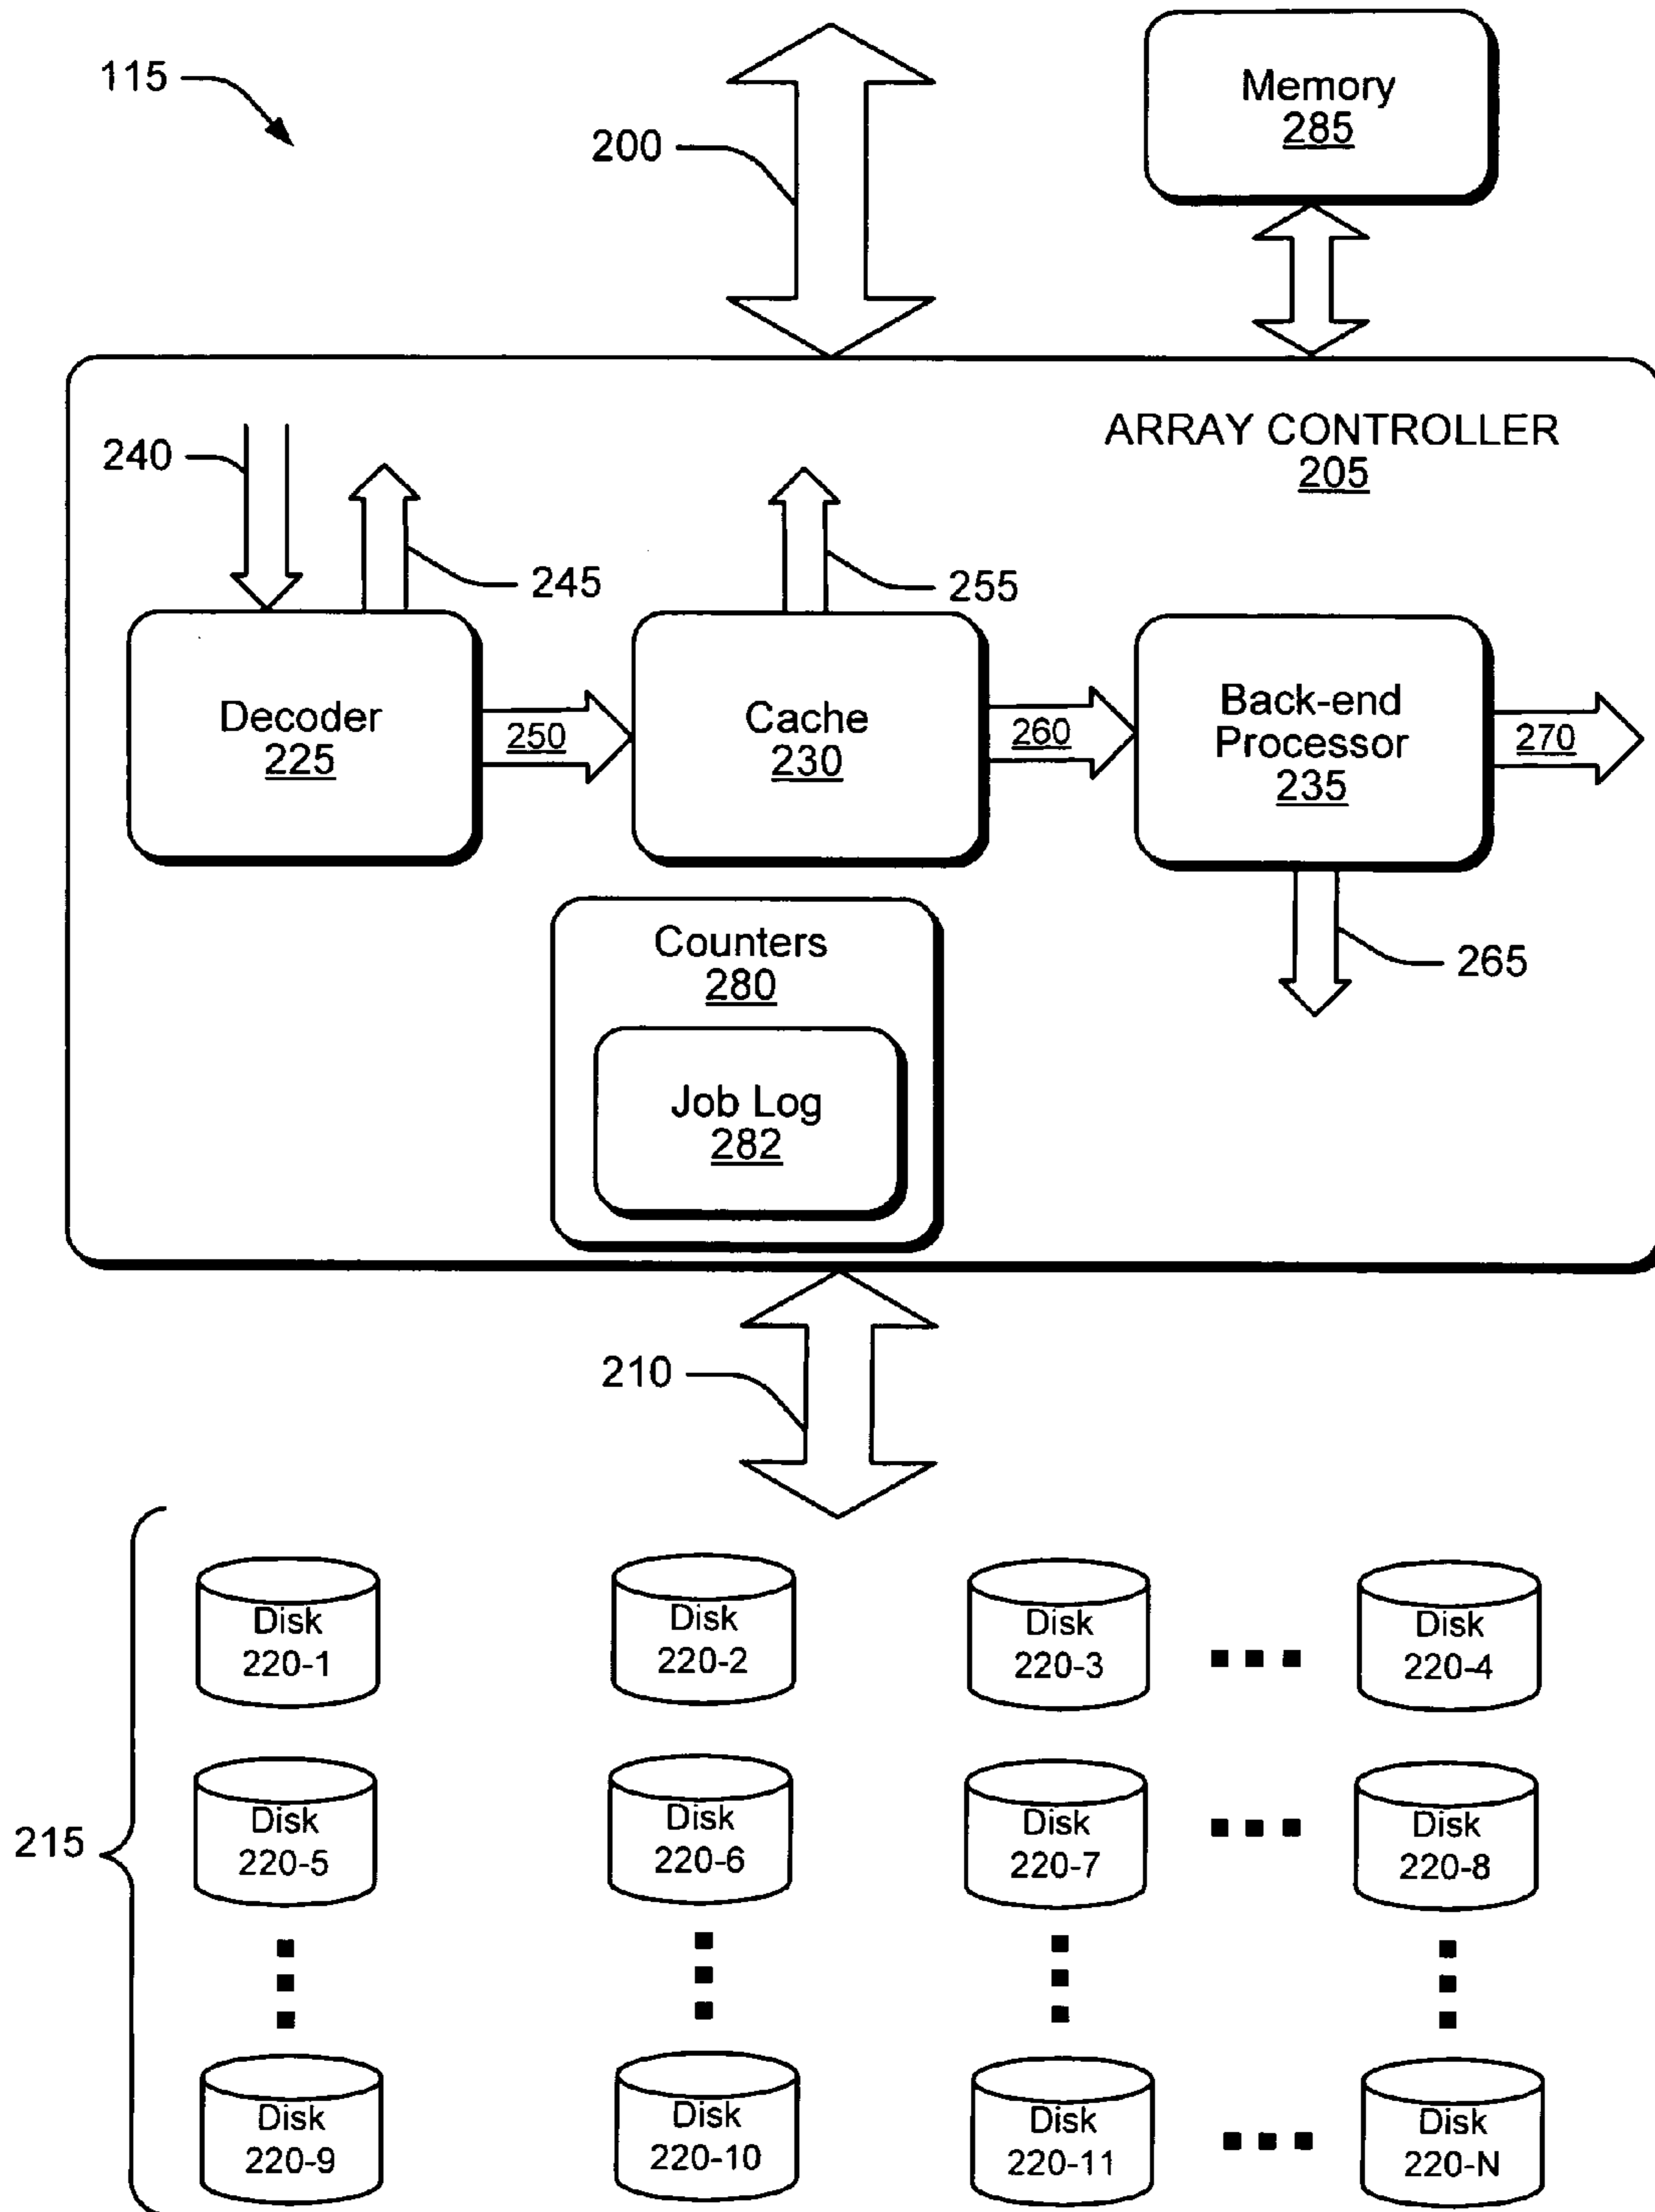 115
200
Memory
285
ARRAY CONTROLLER
205
240
245
255
Decoder
225
250
Cache
230
260
Back-end
Processor
235
270
Counters
280
265
Job Log
282
210
215
Disk
220-1
Disk
220-2
Disk
220-3
Disk
220-4
Disk
220-5
Disk
220-6
Disk
220-7
Disk
220-8
Disk
220-9
Disk
220-10
Disk
220-11
Disk
220-N